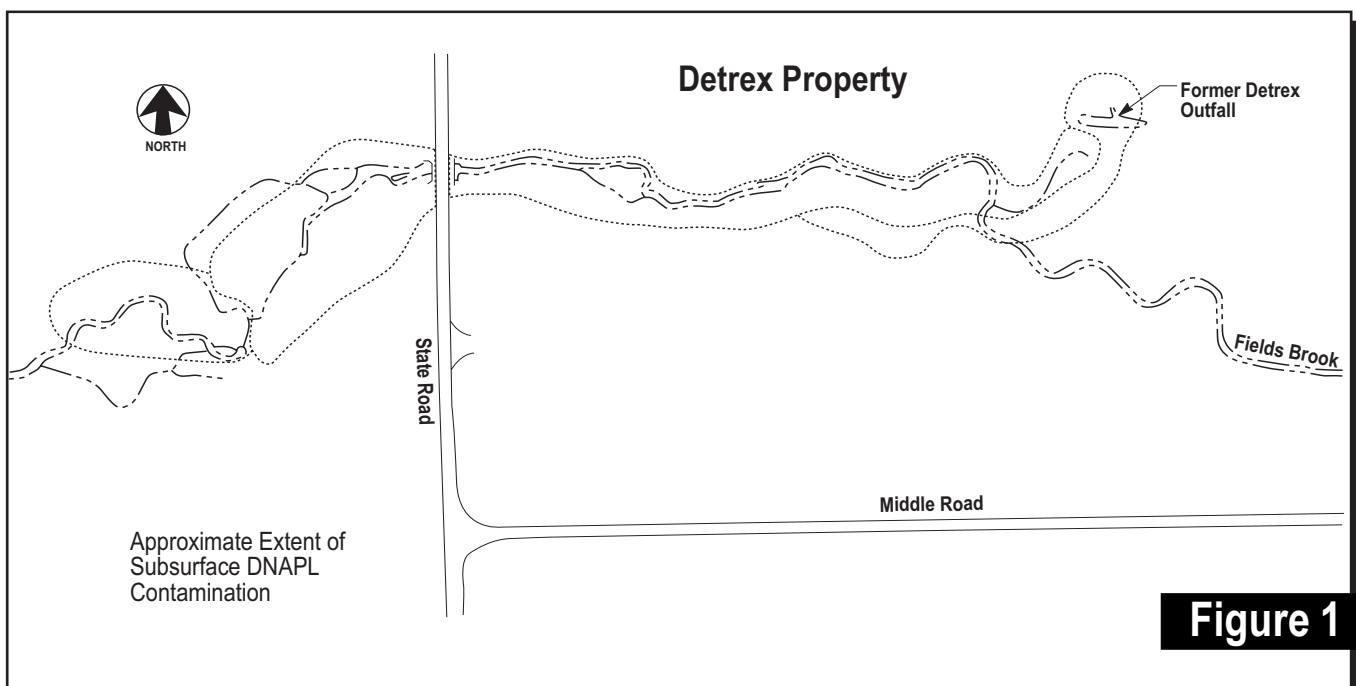 Detrex Property
Former Detrex
Outfall
NORTH
State Road
Fields Brook
Middle Road
Approximate Extent of
Subsurface DNAPL
Contamination
Figure 1